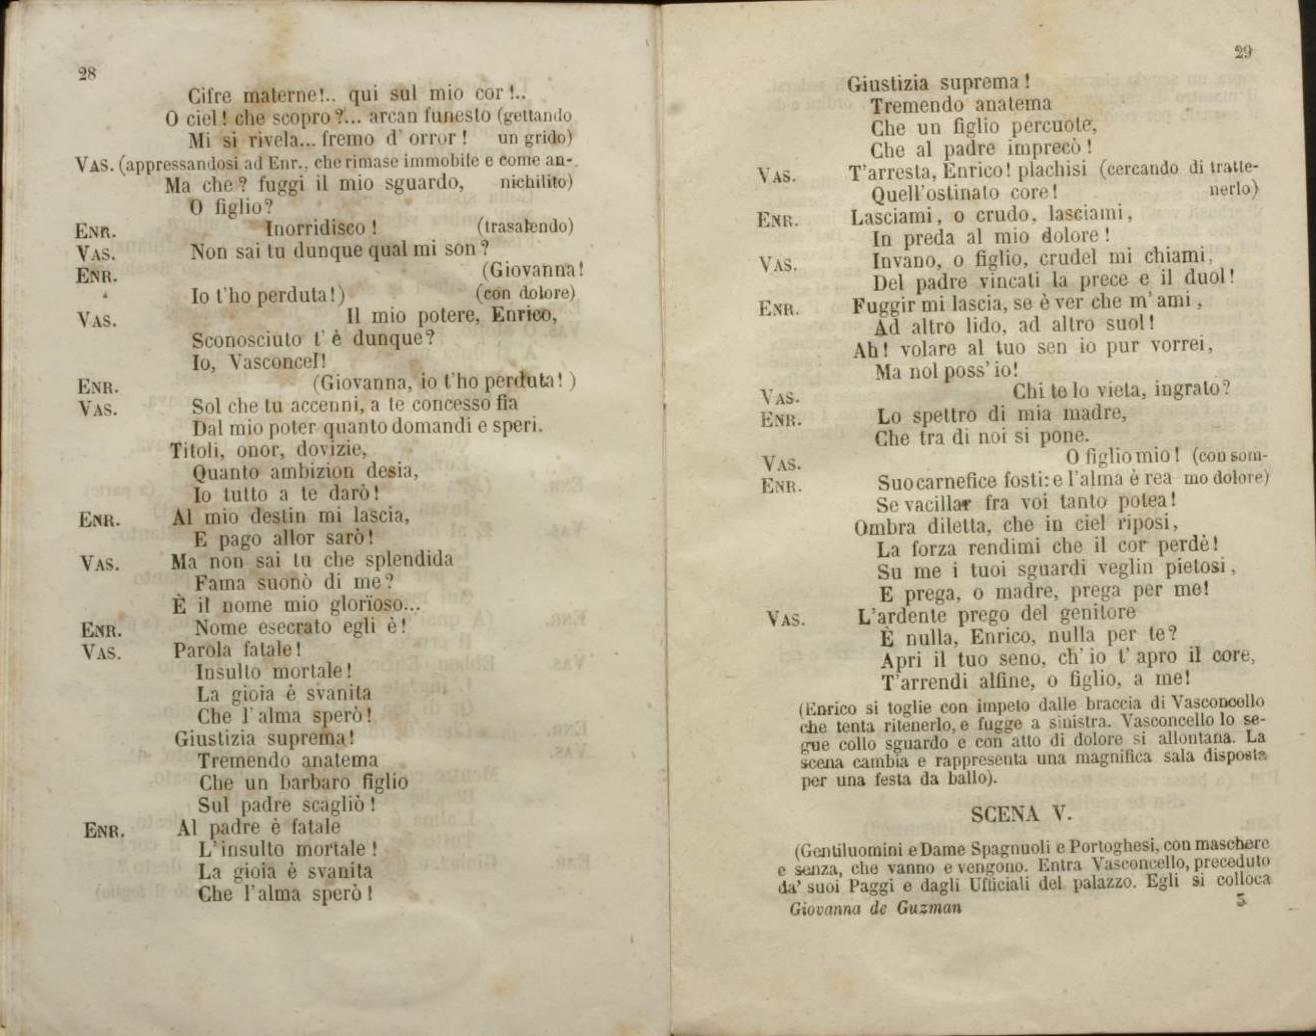 28
Cifre materne!.. qui sul mio cor!..
O ciel! che scopro?... arcan funesto (gettando
Mi si rivela... fremo d'orror! un grido)
VAS. (appressandosi ad Enr., che rimase immobile e come an-
Ma che? fuggi il mio sguardo, nichilito)
O figlio?
ENR. Inorridisco! (trasalendo)
VAS. Non sai tu dunque qual mi son?
ENR. (Giovanna!
Io t'ho perduta!) (con dolore)
VAS. Il mio potere, Enrico,
Sconosciuto t'è dunque?
Io, Vasconcel!
ENR. (Giovanna, io t'ho perduta!)
VAS. Sol che tu accenni, a te concesso fia
Dal mio poter quanto domandi e speri.
Titoli, onor, dovizie,
Quanto ambizion desia,
Io tutto a te darò!
ENR. Al mio destin mi lascia,
E pago allor sarò!
VAS. Ma non sai tu che splendida
Fama suonò di me?
È il nome mio glorïoso...
ENR. Nome esecrato egli è!
VAS. Parola fatale!
Insulto mortale!
La gioia è svanita
Che l'alma sperò!
Giustizia suprema!
Tremendo anatema
Che un barbaro figlio
Sul padre scagliò!
ENR. Al padre è fatale
L'insulto mortale!
La gioia è svanita
Che l'alma sperò!
29
Giustizia suprema!
Tremendo anatema
Che un figlio percuote,
Che al padre imprecò!
VAS. T'arresta, Enrico! plachisi (cercando di tratte-
Quell'ostinato core! nerlo)
ENR. Lasciami, o crudo, lasciami,
In preda al mio dolore!
VAS. Invano, o figlio, crudel mi chiami,
Del padre vincati la prece e il duol!
ENR. Fuggir mi lascia, se è ver che m'ami,
Ad altro lido, ad altro suol!
Ah! volare al tuo sen io pur vorrei,
Ma nol poss'io!
VAS. Chi te lo vieta, ingrato?
ENR. Lo spettro di mia madre,
Che tra di noi si pone.
VAS. O figlio mio! (con som-
ENR. Suo carnefice fosti: e l'alma è rea mo dolore)
Se vacillar fra voi tanto potea!
Ombra diletta, che in ciel riposi,
La forza rendimi che il cor perdè!
Su me i tuoi sguardi veglin pietosi,
E prega, o madre, prega per me!
VAS. L'ardente prego del genitore
È nulla, Enrico, nulla per te?
Apri il tuo seno, ch'io t'apro il core,
T'arrendi alfine, o figlio, a me!
(Enrico si toglie con impeto dalle braccia di Vasconcello
che tenta ritenerlo, e fugge a sinistra. Vasconcello lo se-
gue collo sguardo e con atto di dolore si allontana. La
scena cambia e rappresenta una magnifica sala disposta
per una festa da ballo).
SCENA V.
(Gentiluomini e Dame Spagnuoli e Portoghesi, con maschere
e senza, che vanno e vengono. Entra Vasconcello, preceduto
da' suoi Paggi e dagli Ufficiali del palazzo. Egli si colloca
Giovanna de Guzman 3